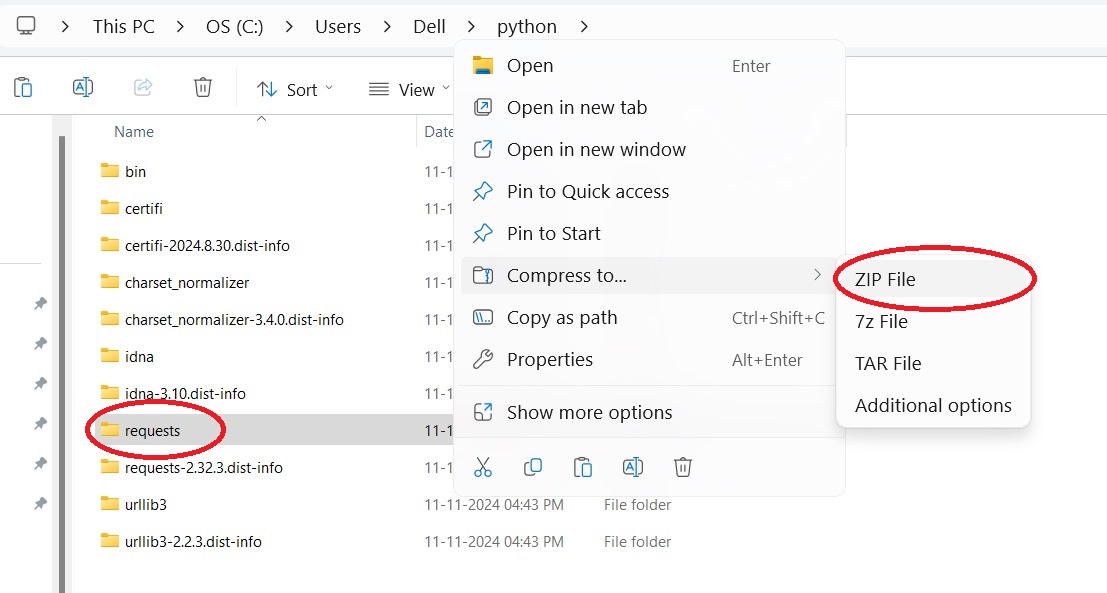 This PC > OS (C:) > Users > Dell > python >
Sort
View
Name
Date
bin 11-1
certifi 11-1
certifi-2024.8.30.dist-info 11-1
charset_normalizer 11-1
charset_normalizer-3.4.0.dist-info 11-1
idna 11-1
idna-3.10.dist-info 11-1
requests 11-1
requests-2.32.3.dist-info 11-1
urllib3 11-11-2024 04:43 PM File folder
urllib3-2.2.3.dist-info 11-11-2024 04:43 PM File folder
Open Enter
Open in new tab
Open in new window
Pin to Quick access
Pin to Start
Compress to...
Copy as path Ctrl+Shift+C
Properties Alt+Enter
Show more options
ZIP File
7z File
TAR File
Additional options